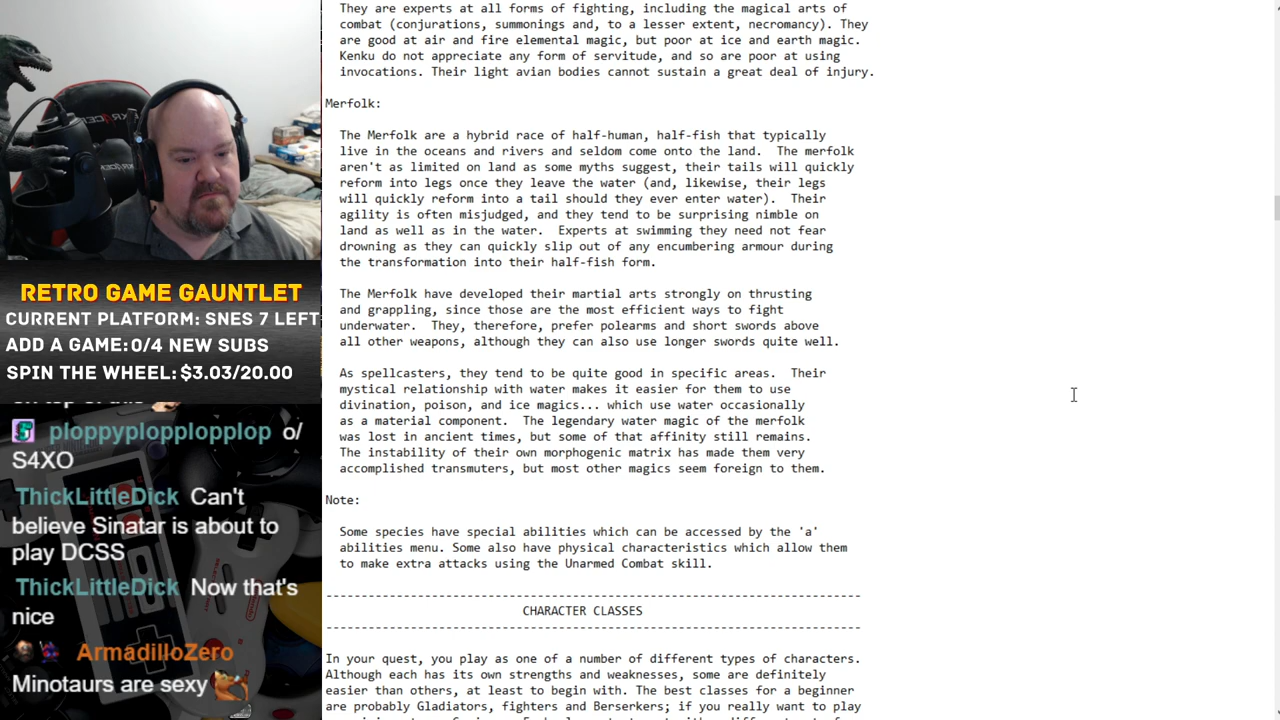 They are experts at all forms of fighting, including the magical arts of
combat (conjurations, summonings and, to a lesser extent, necromancy). They
are good at air and fire elemental magic, but poor at ice and earth magic.
Kenku do not appreciate any form of servitude, and so are poor at using
invocations. Their light avian bodies cannot sustain a great deal of injury.
Merfolk:
The Merfolk are a hybrid race of half-human, half-fish that typically
live in the oceans and rivers and seldom come onto the land.  The merfolk
aren't as limited on land as some myths suggest, their tails will quickly
reform into legs once they leave the water (and, likewise, their legs
will quickly reform into a tail should they ever enter water).  Their
agility is often misjudged, and they tend to be surprising nimble on
land as well as in the water.  Experts at swimming they need not fear
drowning as they can quickly slip out of any encumbering armour during
the transformation into their half-fish form.
The Merfolk have developed their martial arts strongly on thrusting
and grappling, since those are the most efficient ways to fight
underwater.  They, therefore, prefer polearms and short swords above
all other weapons, although they can also use longer swords quite well.
As spellcasters, they tend to be quite good in specific areas.  Their
mystical relationship with water makes it easier for them to use
divination, poison, and ice magics... which use water occasionally
as a material component.  The legendary water magic of the merfolk
was lost in ancient times, but some of that affinity still remains.
The instability of their own morphogenic matrix has made them very
accomplished transmuters, but most other magics seem foreign to them.
Note:
Some species have special abilities which can be accessed by the 'a'
abilities menu. Some also have physical characteristics which allow them
to make extra attacks using the Unarmed Combat skill.
CHARACTER CLASSES
In your quest, you play as one of a number of different types of characters.
Although each has its own strengths and weaknesses, some are definitely
easier than others, at least to begin with. The best classes for a beginner
are probably Gladiators, fighters and Berserkers; if you really want to play
RETRO GAME GAUNTLET
CURRENT PLATFORM: SNES 7 LEFT
ADD A GAME: 0/4 NEW SUBS
SPIN THE WHEEL: $3.03/20.00
on top of this
ploppyplopplopplop o/
S4XO
ThickLittleDick Can't
believe Sinatar is about to
play DCSS
ThickLittleDick Now that's
nice
ArmadilloZero
Minotaurs are sexy